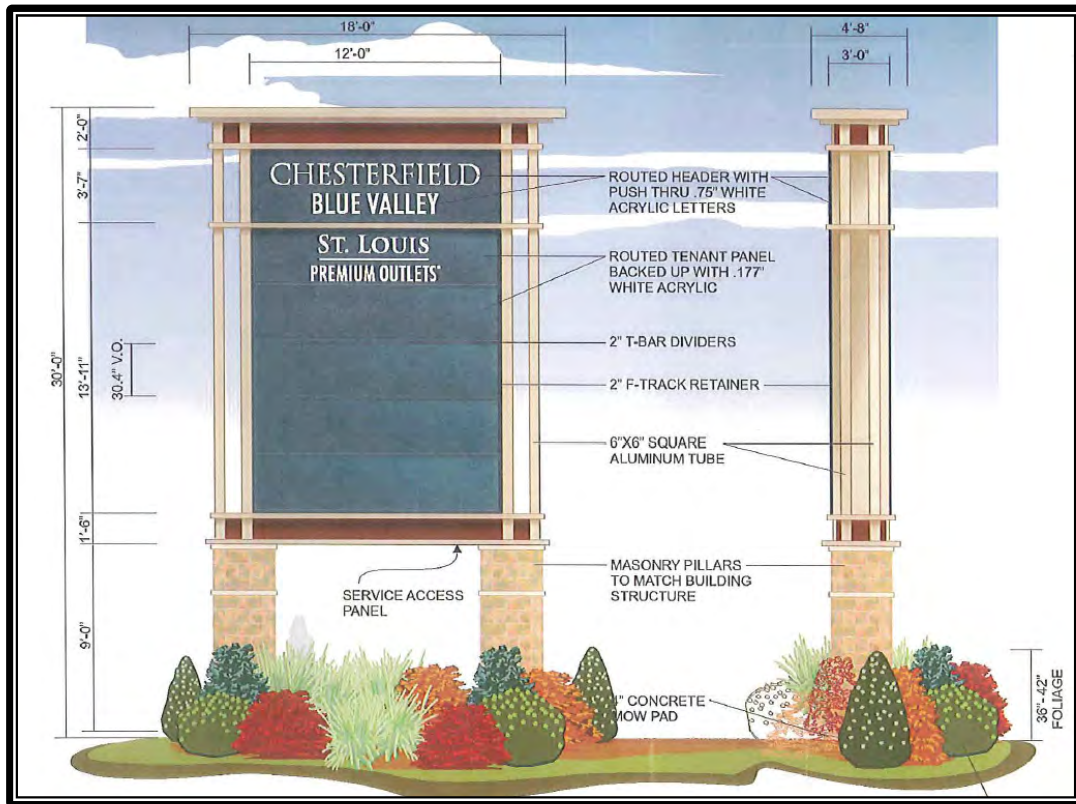 18'-0"
12'-0"
4'-8"
3'-0"
30'-0"
2'-0"
3'-7"
13'-11"
30.4" V.O.
1'-6"
9'-0"
CHESTERFIELD
BLUE VALLEY
ST. LOUIS
PREMIUM OUTLETS®
ROUTED HEADER WITH
PUSH THRU .75" WHITE
ACRYLIC LETTERS
ROUTED TENANT PANEL
BACKED UP WITH .177"
WHITE ACRYLIC
2" T-BAR DIVIDERS
2" F-TRACK RETAINER
6"X6" SQUARE
ALUMINUM TUBE
MASONRY PILLARS
TO MATCH BUILDING
STRUCTURE
SERVICE ACCESS
PANEL
CONCRETE
MOW PAD
36"-42"
FOLIAGE